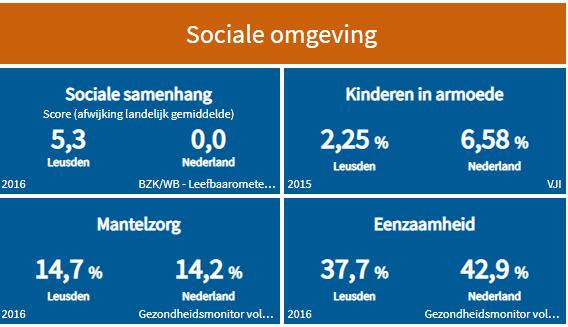 Sociale omgeving
Sociale samenhang
Score (afwijking landelijk gemiddelde)
5,3 0,0
Leusden Nederland
2016 BZK/WB - Leefbaaromete...
Kinderen in armoede
2,25 % 6,58 %
Leusden Nederland
2015 VJI
Mantelzorg
14,7 % 14,2 %
Leusden Nederland
2016 Gezondheidsmonitor vol...
Eenzaamheid
37,7 % 42,9 %
Leusden Nederland
2016 Gezondheidsmonitor vol...